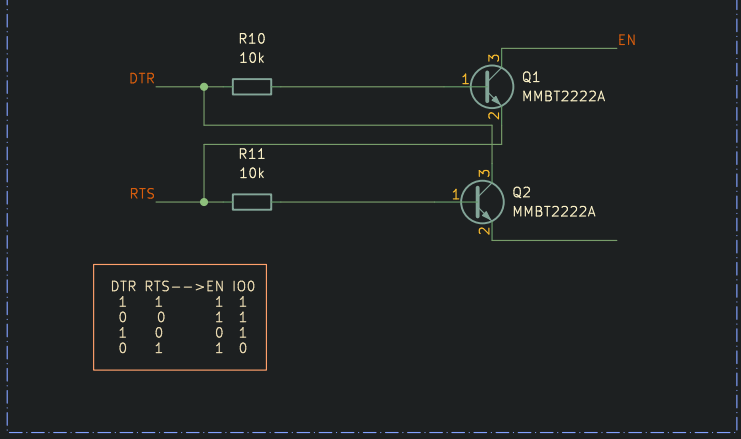 R10
10k
EN
DTR
3
1
Q1
MMBT2222A
2
R11
10k
RTS
3
1
Q2
MMBT2222A
2
DTR RTS-->EN IO0
1 1 1 1
0 0 1 1
1 0 0 1
0 1 1 0